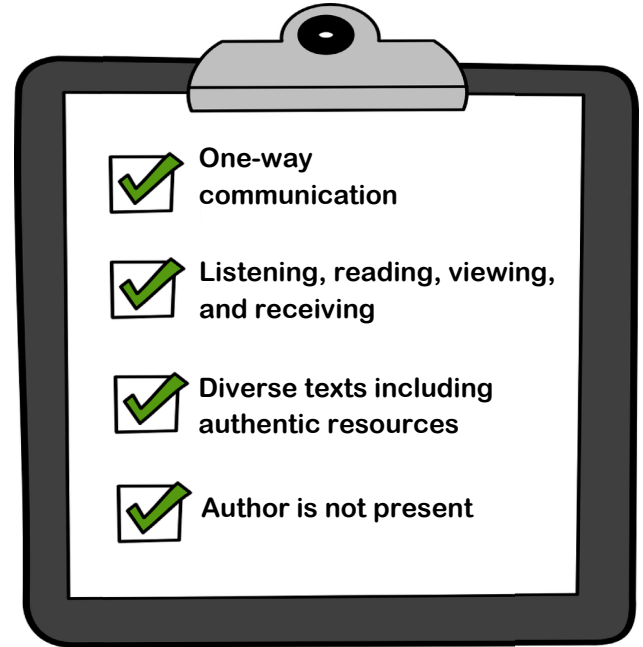 One-way
communication
Listening, reading, viewing,
and receiving
Diverse texts including
authentic resources
Author is not present